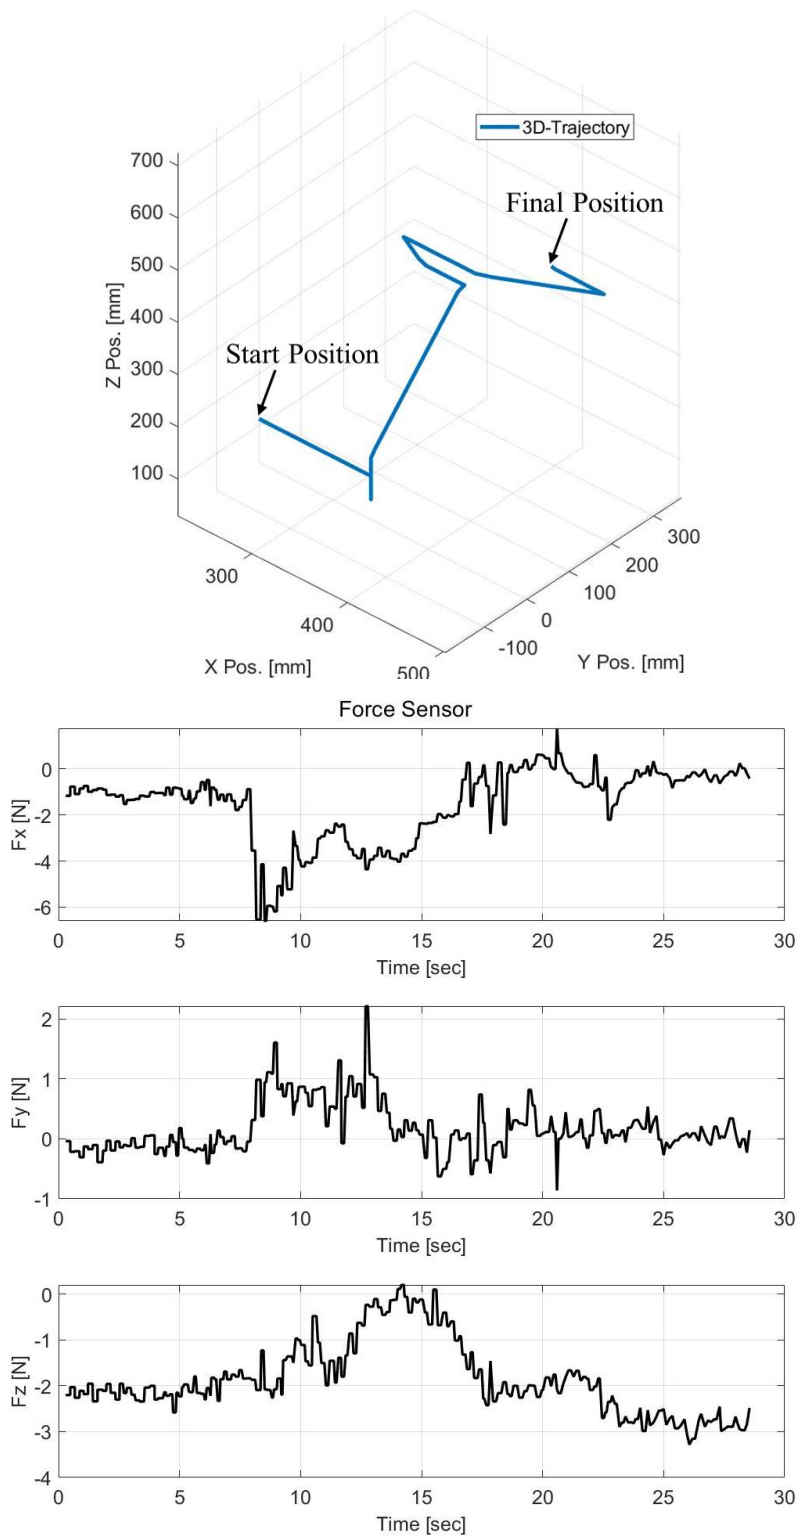 3D-Trajectory
Final Position
Start Position
700
600
500
400
300
200
100
Z Pos. [mm]
300
400
500
X Pos. [mm]
-100
0
100
200
300
Y Pos. [mm]
Force Sensor
0
-2
-4
-6
Fx [N]
0 5 10 15 20 25 30
Time [sec]
2
1
0
-1
Fy [N]
0 5 10 15 20 25 30
Time [sec]
0
-1
-2
-3
-4
Fz [N]
0 5 10 15 20 25 30
Time [sec]